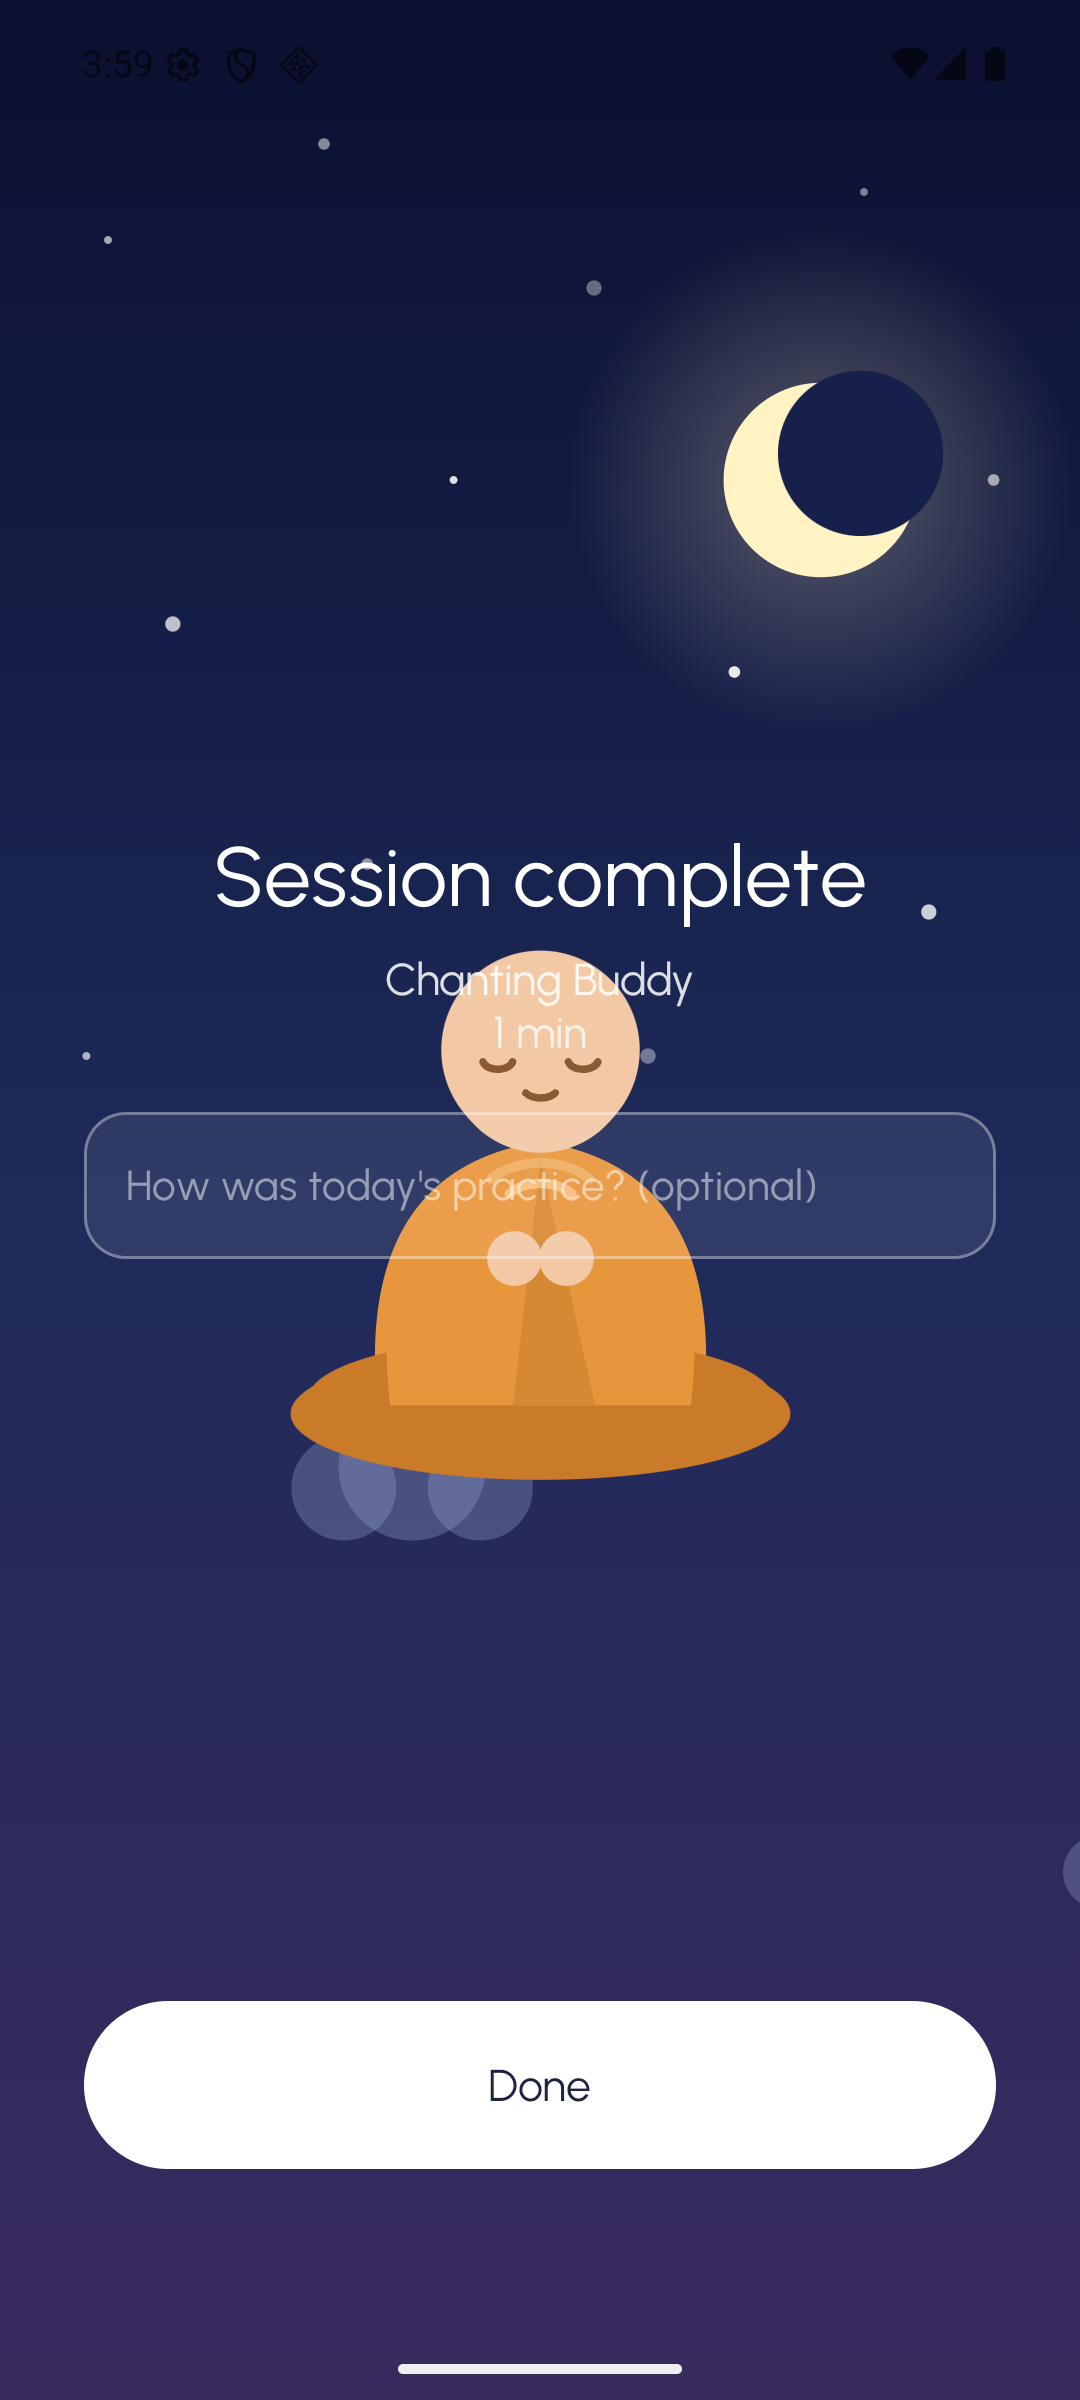 3:59
Session complete
Chanting Buddy
1 min
How was today's practice? (optional)
Done